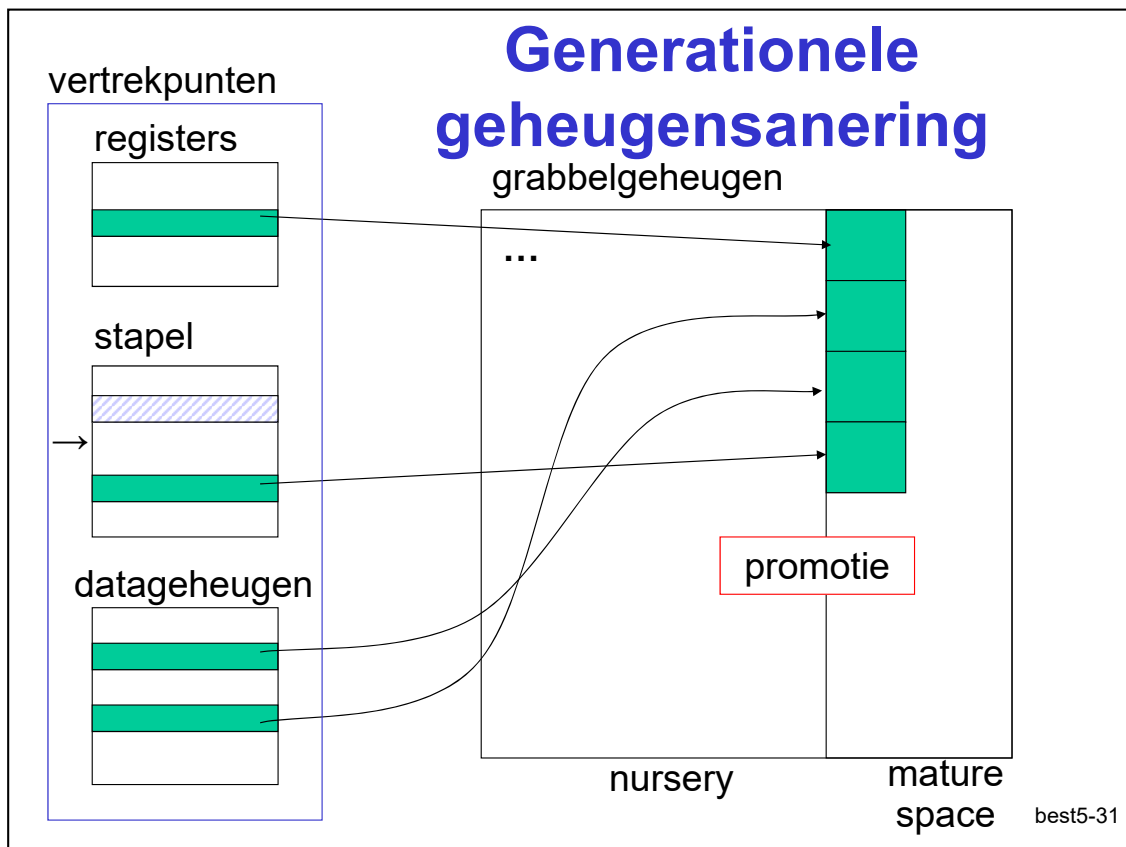 Generationele
geheugensanering
vertrekpunten
registers
grabbelgeheugen
...
stapel
→
promotie
datageheugen
nursery
mature
space
best5-31